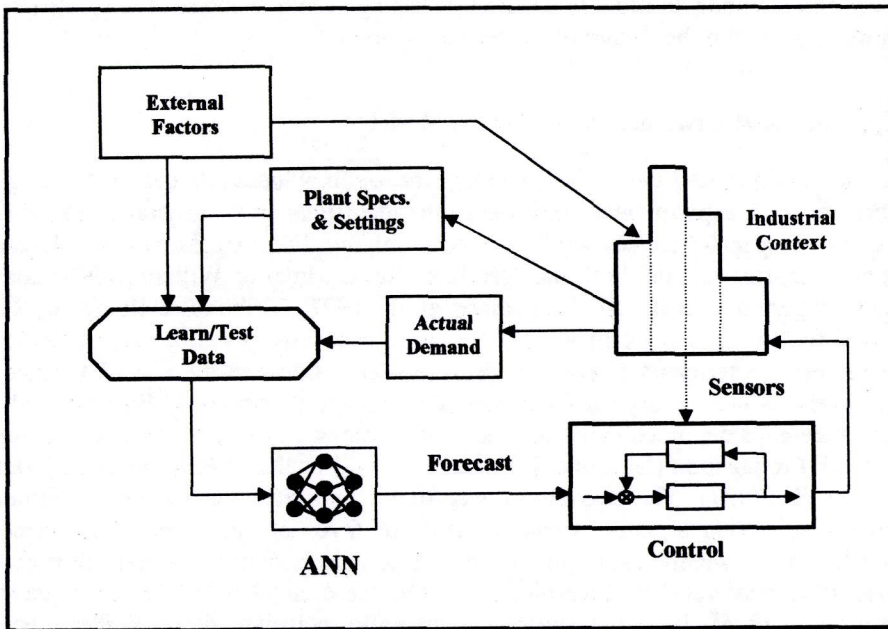 External
Factors
Plant Specs.
& Settings
Industrial
Context
Learn/Test
Data
Actual
Demand
Sensors
Forecast
ANN
Control